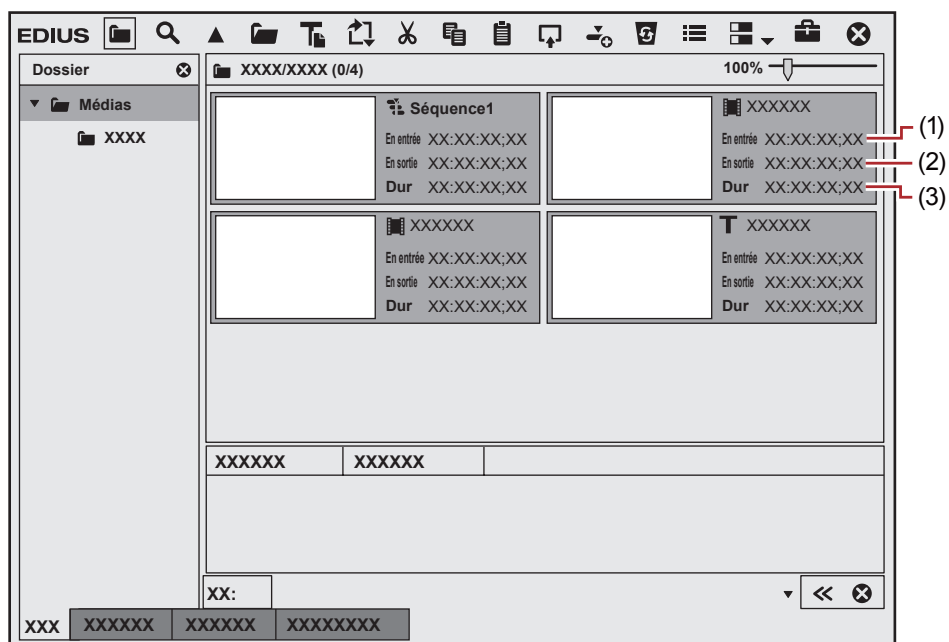 EDIUS
Dossier
XXXX/XXXX (0/4)
100%
Médias
XXXX
Séquence1
En entrée XX:XX:XX;XX
En sortie XX:XX:XX;XX
Dur XX:XX:XX;XX
XXXXXX
En entrée XX:XX:XX;XX
En sortie XX:XX:XX;XX
Dur XX:XX:XX;XX
(1)
(2)
(3)
XXXXXX
En entrée XX:XX:XX;XX
En sortie XX:XX:XX;XX
Dur XX:XX:XX;XX
T XXXXXX
En entrée XX:XX:XX;XX
En sortie XX:XX:XX;XX
Dur XX:XX:XX;XX
XXXXXX XXXXXX
XX:
XXX XXXXXX XXXXXX XXXXXXXX